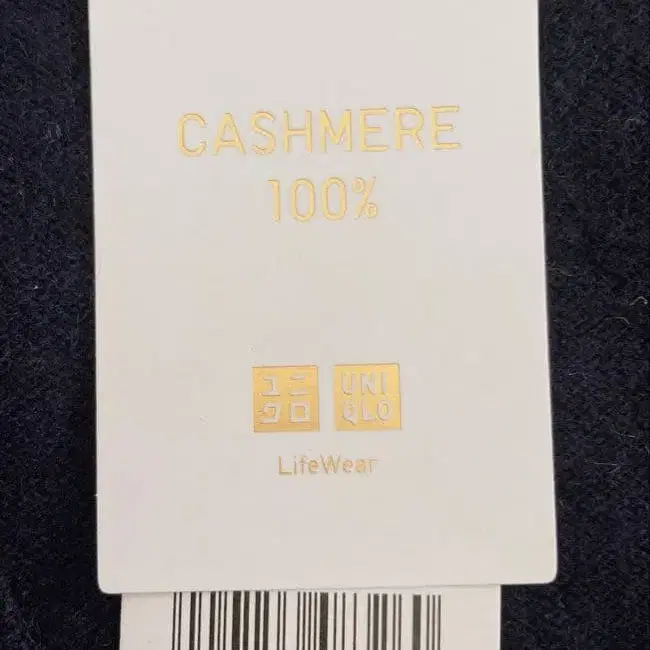 CASHMERE
100%
ユニ UNI
クロ QLO
LifeWear